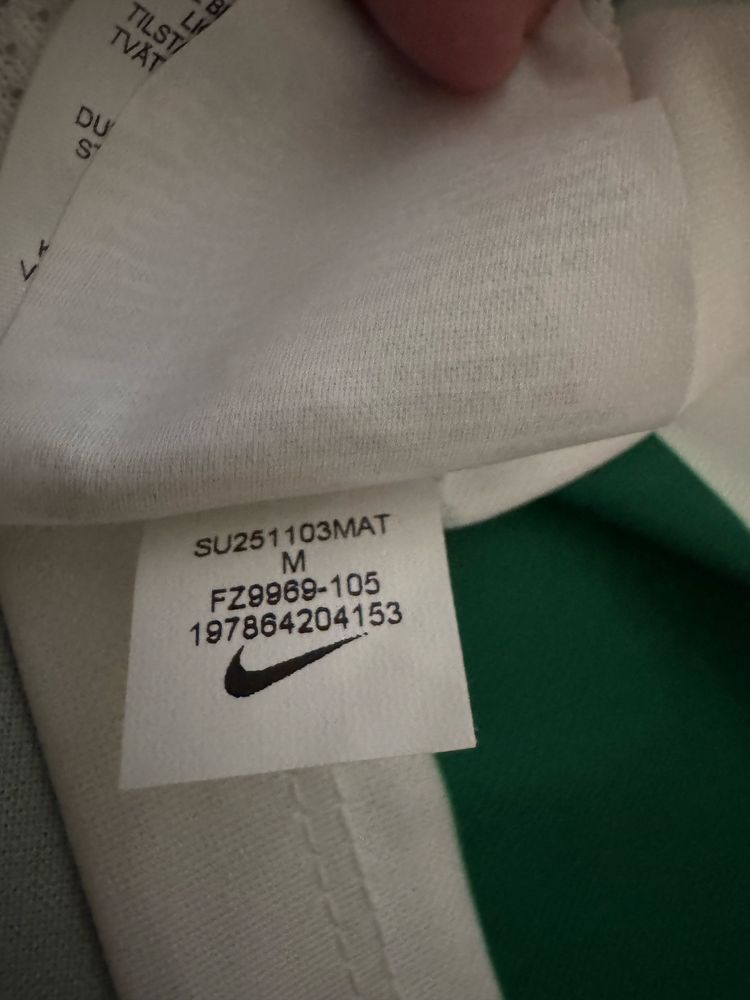 TILST
TVÄT
DU
SU251103MAT
M
FZ9969-105
197864204153